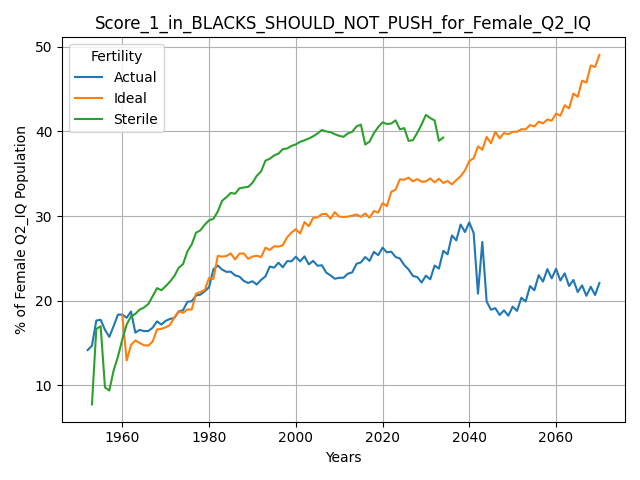 Score_1_in_BLACKS_SHOULD_NOT_PUSH_for_Female_Q2_IQ
Fertility
Actual
Ideal
Sterile
% of Female Q2_IQ Population
50
40
30
20
10
1960 1980 2000 2020 2040 2060
Years